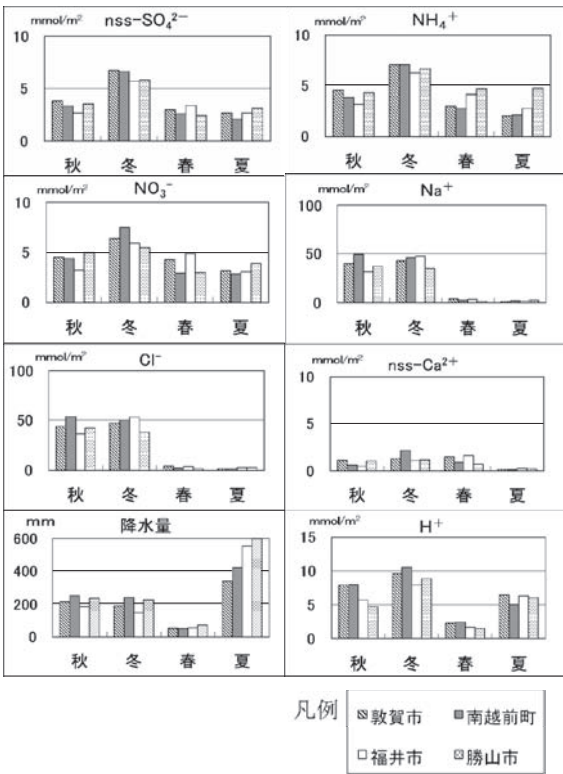 mmol/m² nss-SO₄²⁻
10
5
0
秋 冬 春 夏
mmol/m² NH₄⁺
10
5
0
秋 冬 春 夏
mmol/m² NO₃⁻
10
5
0
秋 冬 春 夏
mmol/m² Na⁺
100
50
0
秋 冬 春 夏
mmol/m² Cl⁻
100
50
0
秋 冬 春 夏
mmol/m² nss-Ca²⁺
10
5
0
秋 冬 春 夏
mm 降水量
600
400
200
0
秋 冬 春 夏
mmol/m² H⁺
15
10
5
0
秋 冬 春 夏
凡例
敦賀市 南越前町
福井市 勝山市